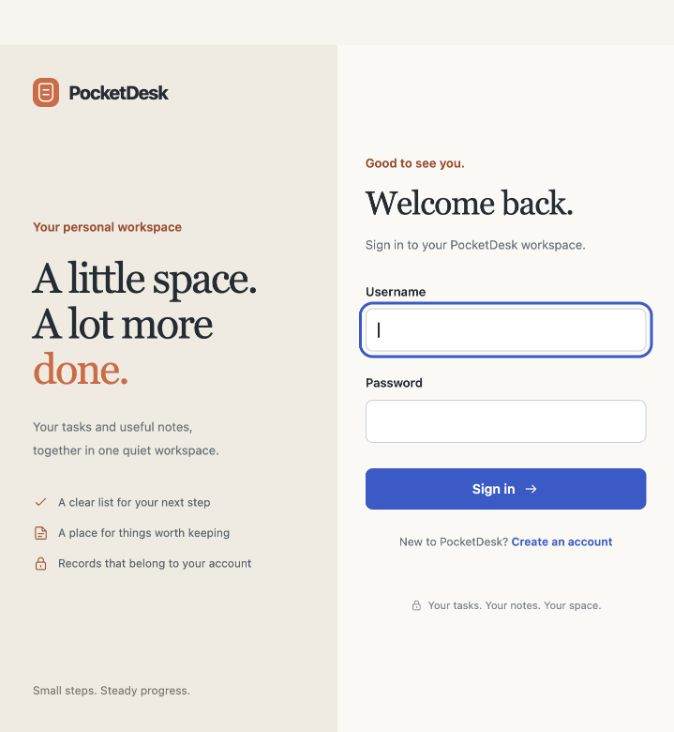 PocketDesk
Your personal workspace
A little space.
A lot more
done.
Your tasks and useful notes,
together in one quiet workspace.
A clear list for your next step
A place for things worth keeping
Records that belong to your account
Small steps. Steady progress.
Good to see you.
Welcome back.
Sign in to your PocketDesk workspace.
Username
Password
Sign in →
New to PocketDesk? Create an account
Your tasks. Your notes. Your space.